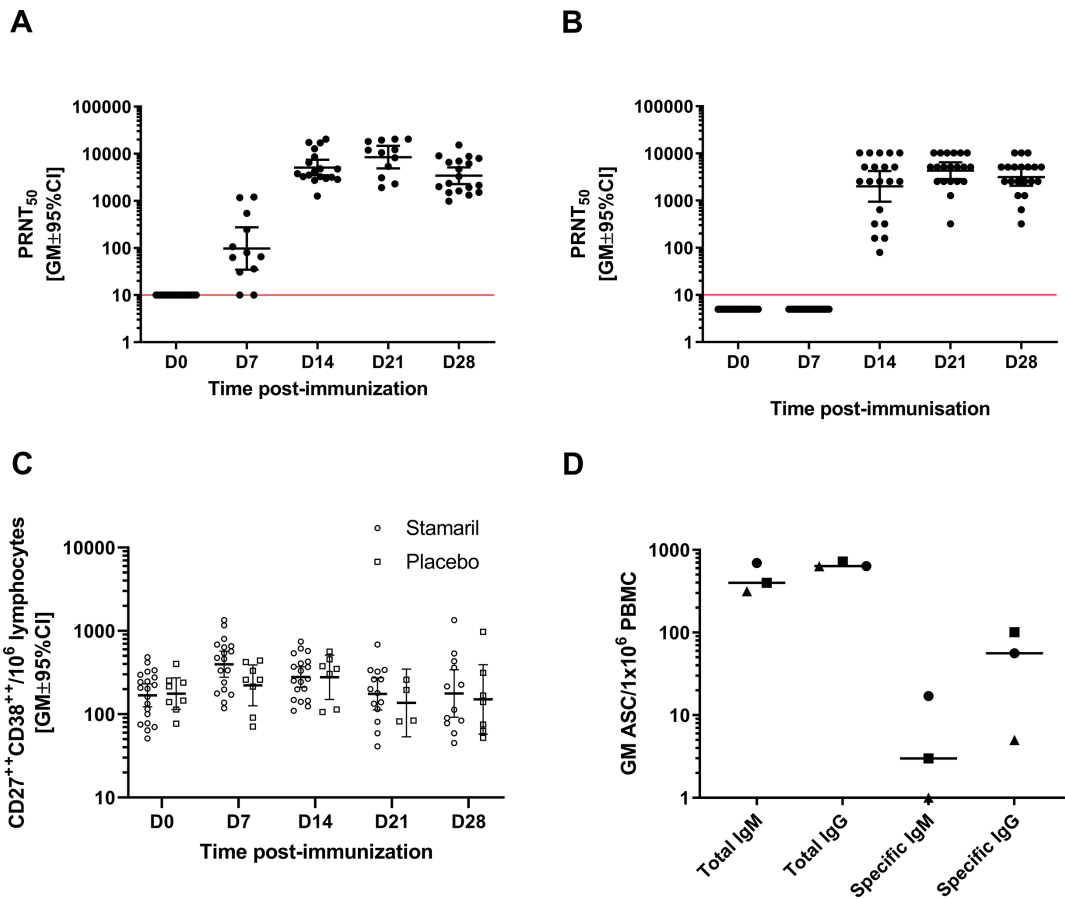 A
100000
10000
1000
100
10
1
PRNT50
[GM±95%CI]
D0 D7 D14 D21 D28
Time post-immunization
B
100000
10000
1000
100
10
1
PRNT50
[GM±95%CI]
D0 D7 D14 D21 D28
Time post-immunisation
C
Stamaril
Placebo
10000
1000
100
10
CD27++CD38++/10^6 lymphocytes
[GM±95%CI]
D0 D7 D14 D21 D28
Time post-immunization
D
1000
100
10
1
GM ASC/1x10^6 PBMC
Total IgM
Total IgG
Specific IgM
Specific IgG